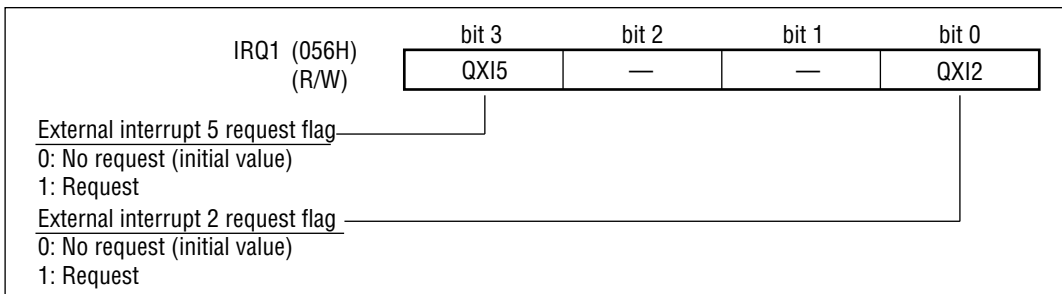 bit 3 bit 2 bit 1 bit 0
IRQ1 (056H)
(R/W)
QXI5 — — QXI2
External interrupt 5 request flag
0: No request (initial value)
1: Request
External interrupt 2 request flag
0: No request (initial value)
1: Request